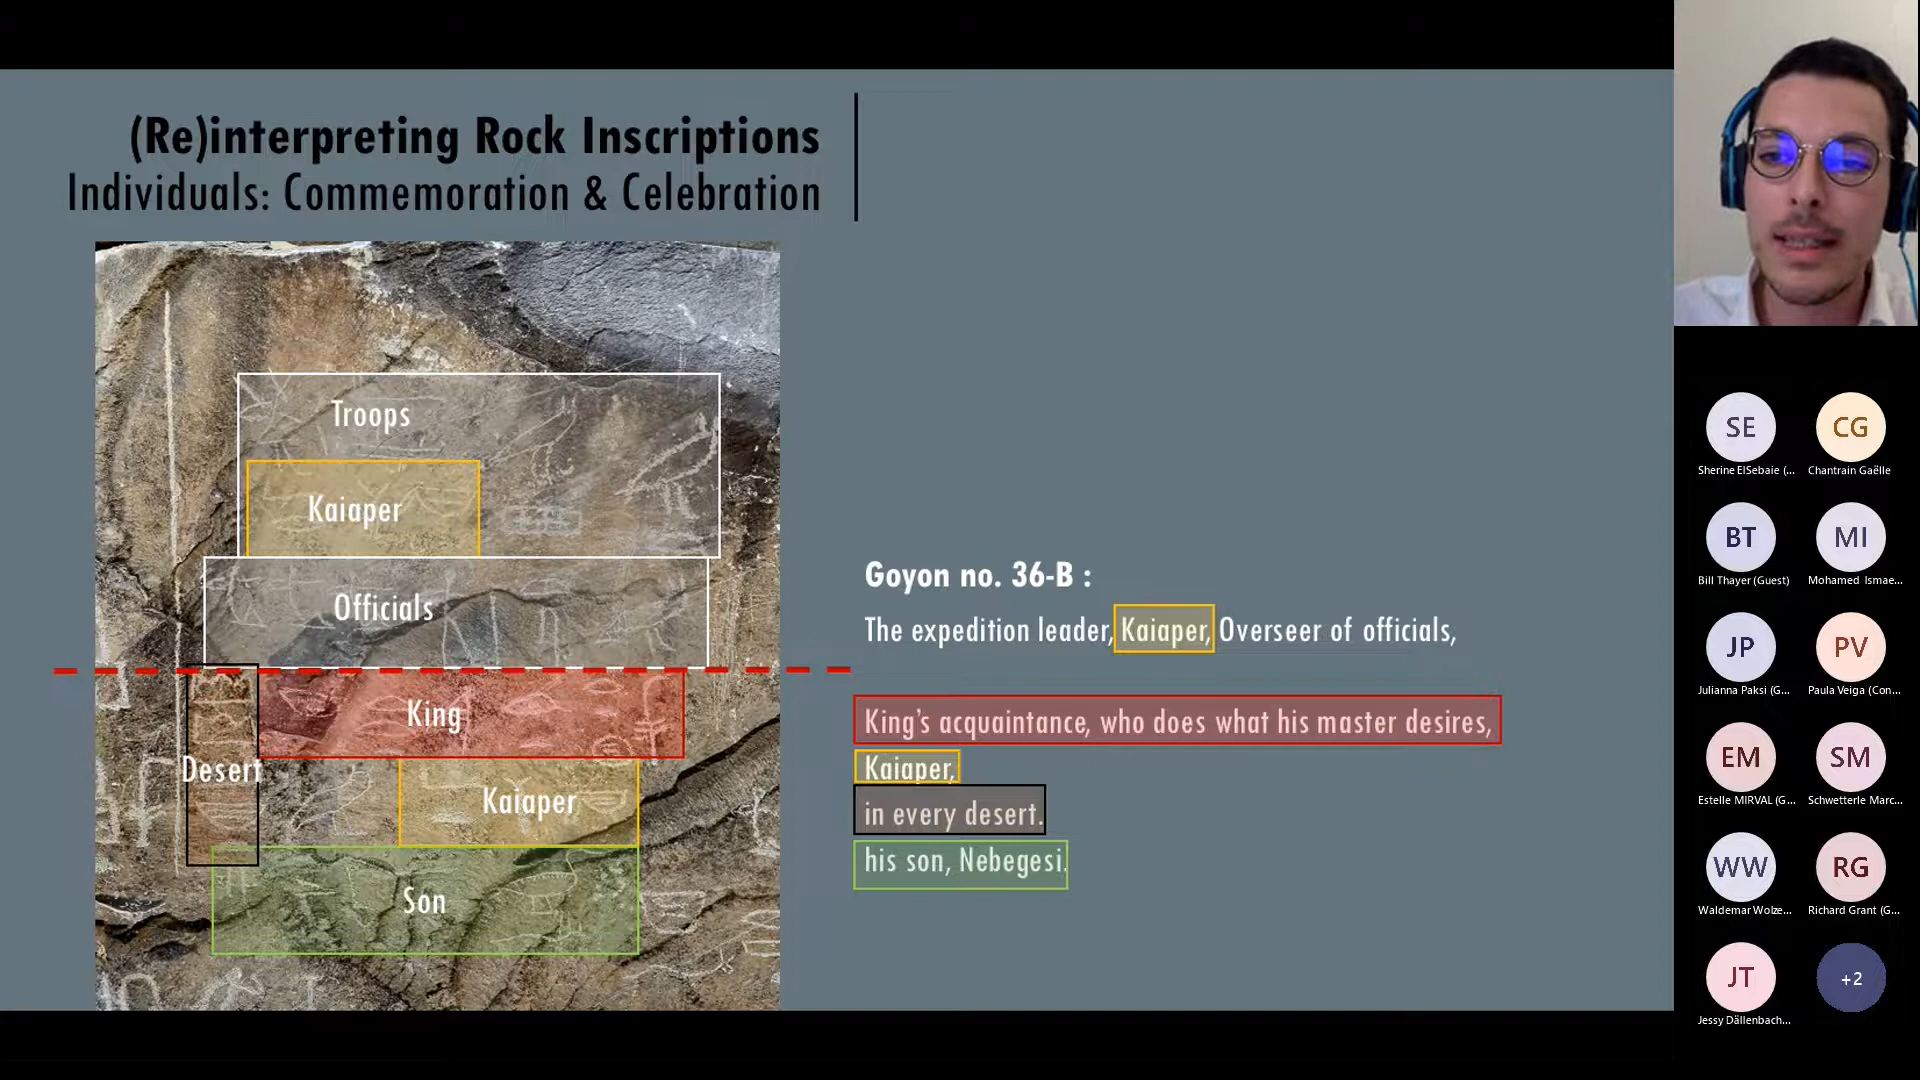 (Re)interpreting Rock Inscriptions
Individuals: Commemoration & Celebration
Troops
Kaiaper
Officials
King
Desert
Kaiaper
Son
Goyon no. 36-B :
The expedition leader, Kaiaper, Overseer of officials,
King's acquaintance, who does what his master desires,
Kaiaper,
in every desert.
his son, Nebegesi.
SE
Sherine ElSebaie (...
CG
Chantrain Gaëlle
BT
Bill Thayer (Guest)
MI
Mohamed Ismae...
JP
Julianna Paksi (G...
PV
Paula Veiga (Con...
EM
Estelle MIRVAL (G...
SM
Schwetterle Marc...
WW
Waldemar Wolze...
RG
Richard Grant (G...
JT
Jessy Dällenbach...
+2